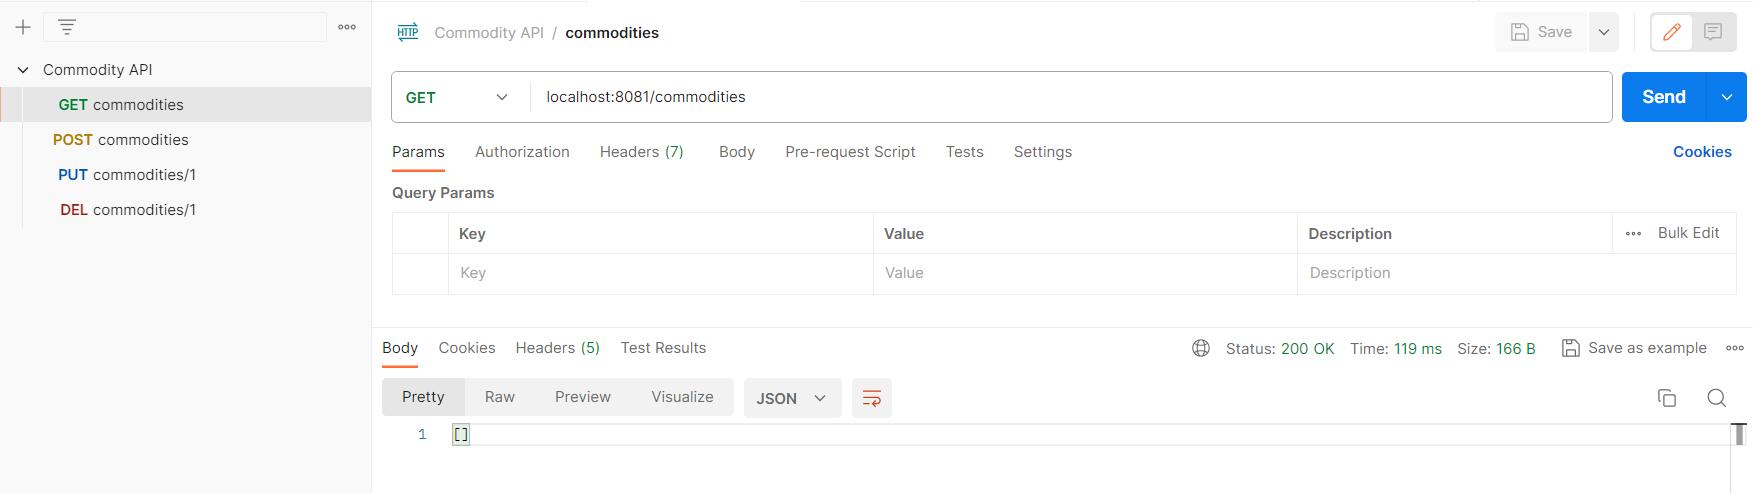 Commodity API
GET commodities
POST commodities
PUT commodities/1
DEL commodities/1
HTTP Commodity API / commodities
Save
GET localhost:8081/commodities
Send
Params Authorization Headers (7) Body Pre-request Script Tests Settings Cookies
Query Params
Key Value Description Bulk Edit
Key Value Description
Body Cookies Headers (5) Test Results Status: 200 OK Time: 119 ms Size: 166 B Save as example
Pretty Raw Preview Visualize JSON
1 []